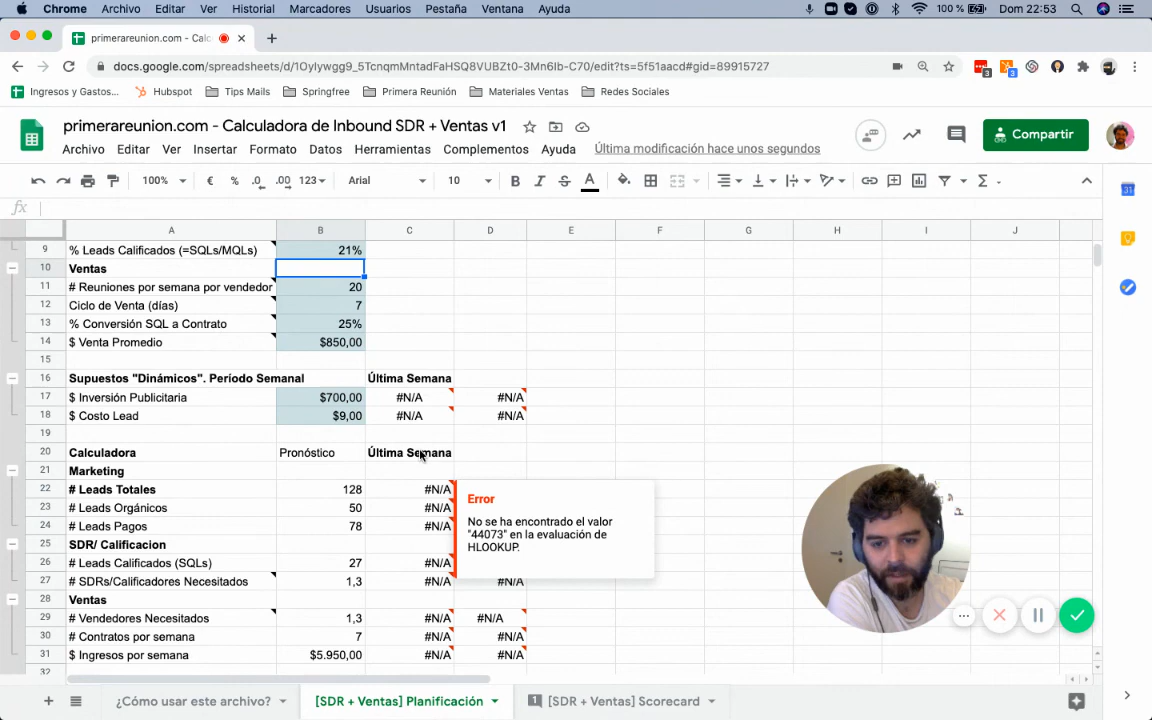 Chrome Archivo Editar Ver Historial Marcadores Usuarios Pestaña Ventana Ayuda 100 % Dom 22:53
primerareunion.com - Calc
docs.google.com/spreadsheets/d/1Oylywgg9_5TcnqmMntadFaHSQ8VUBZt0-3Mn6Ib-C70/edit?ts=5f51aacd#gid=89915727 3 3
Ingresos y Gastos... Hubspot Tips Mails Springfree Primera Reunión Materiales Ventas Redes Sociales
primerareunion.com - Calculadora de Inbound SDR + Ventas v1
Compartir
Archivo Editar Ver Insertar Formato Datos Herramientas Complementos Ayuda Última modificación hace unos segundos
100% € % .0 .00 123 Arial 10 B I S A Σ
31
fx
A B C D E F G H I J
9 % Leads Calificados (=SQLs/MQLs) 21%
10 Ventas
11 # Reuniones por semana por vendedor 20
12 Ciclo de Venta (días) 7
13 % Conversión SQL a Contrato 25%
14 $ Venta Promedio $850,00
15
16 Supuestos "Dinámicos". Período Semanal Última Semana
17 $ Inversión Publicitaria $700,00 #N/A #N/A
18 $ Costo Lead $9,00 #N/A #N/A
19
20 Calculadora Pronóstico Última Semana
21 Marketing
22 # Leads Totales 128 #N/A
23 # Leads Orgánicos 50 #N/A
24 # Leads Pagos 78 #N/A
25 SDR/ Calificacion
26 # Leads Calificados (SQLs) 27 #N/A
27 # SDRs/Calificadores Necesitados 1,3 #N/A #N/A
28 Ventas
29 # Vendedores Necesitados 1,3 #N/A #N/A
30 # Contratos por semana 7 #N/A #N/A
31 $ Ingresos por semana $5.950,00 #N/A #N/A
32
Error
No se ha encontrado el valor
"44073" en la evaluación de
HLOOKUP.
¿Cómo usar este archivo? [SDR + Ventas] Planificación 1 [SDR + Ventas] Scorecard